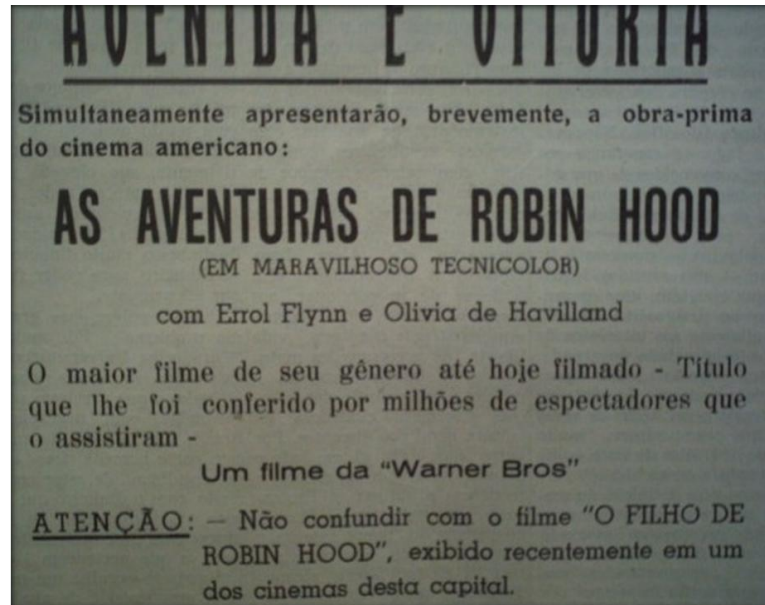 AVENIDA E VITORIA
Simultaneamente apresentarão, brevemente, a obra-prima
do cinema americano:
AS AVENTURAS DE ROBIN HOOD
(EM MARAVILHOSO TECNICOLOR)
com Errol Flynn e Olivia de Havilland
O maior filme de seu gênero até hoje filmado - Título
que lhe foi conferido por milhões de espectadores que
o assistiram -
Um filme da "Warner Bros"
ATENÇÃO: — Não confundir com o filme "O FILHO DE
ROBIN HOOD", exibido recentemente em um
dos cinemas desta capital.